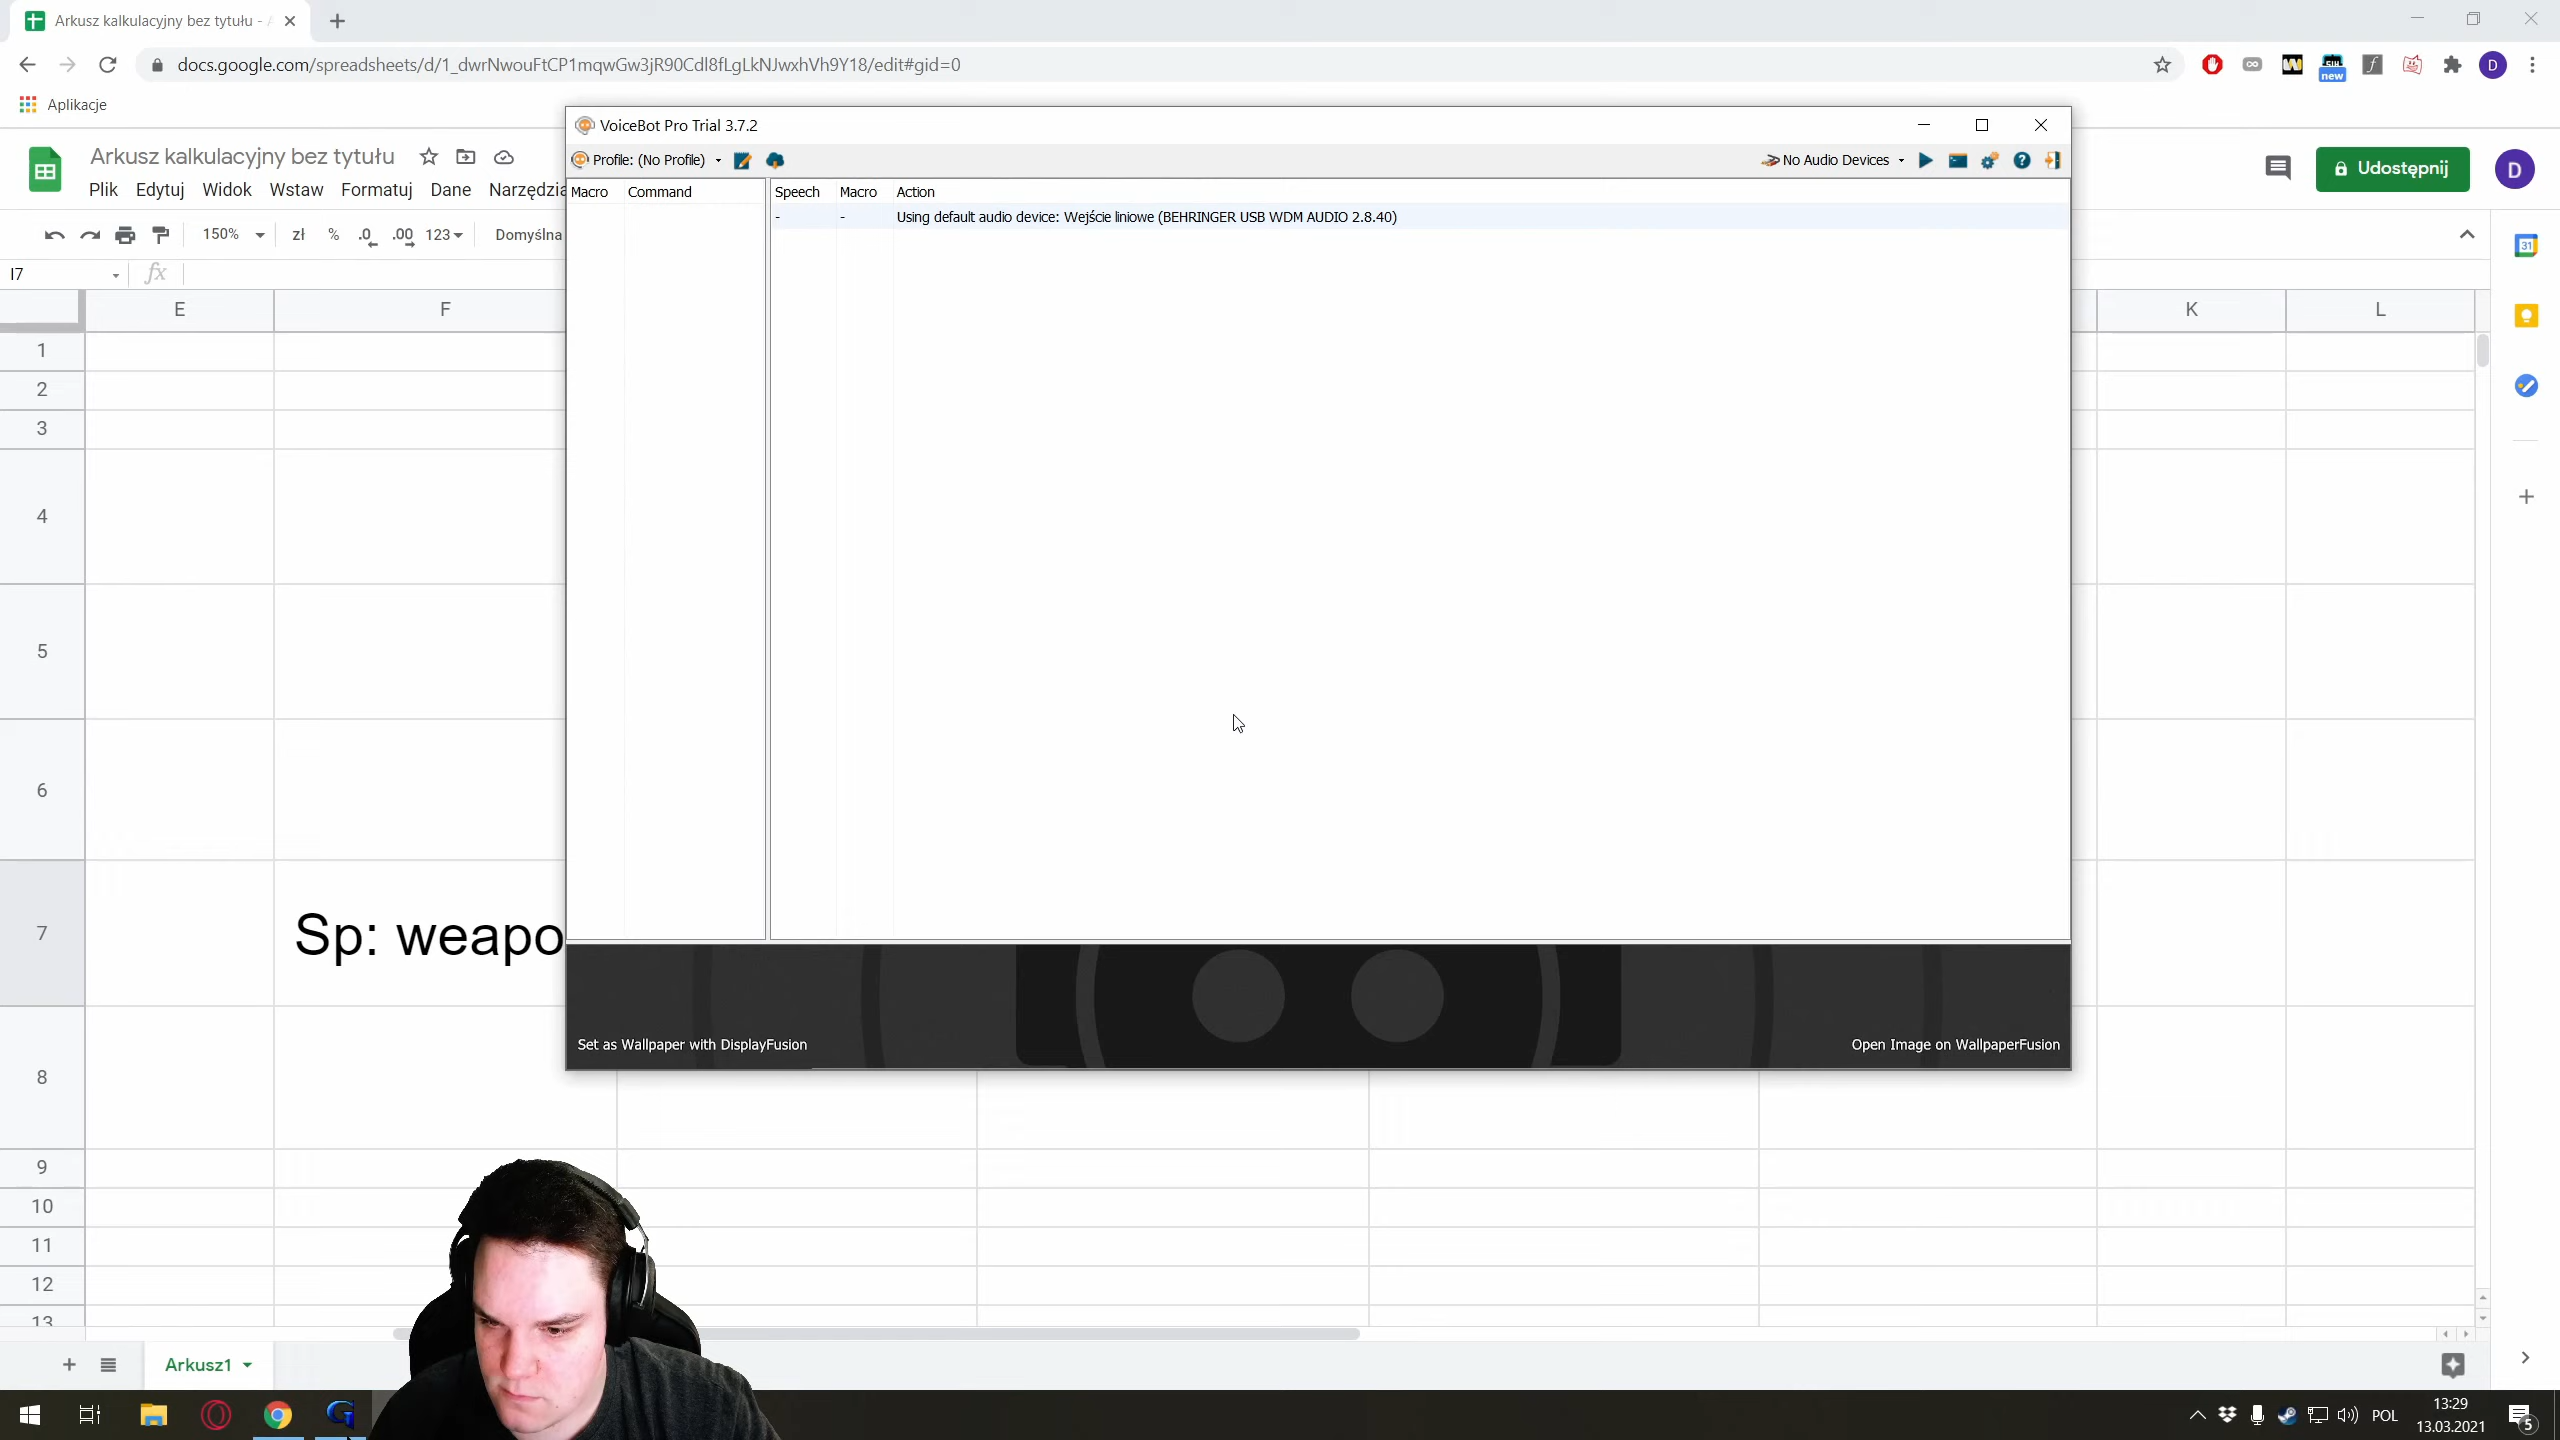 Arkusz kalkulacyjny bez tytułu -
docs.google.com/spreadsheets/d/1_dwrNwouFtCP1mqwGw3jR90Cdl8fLgLkNJwxhVh9Y18/edit#gid=0
new
D
Aplikacje
VoiceBot Pro Trial 3.7.2
Arkusz kalkulacyjny bez tytułu
Profile: (No Profile)
No Audio Devices
Udostępnij
D
Plik Edytuj Widok Wstaw Formatuj Dane Narzędzia
Macro Command
Speech Macro Action
- - Using default audio device: Wejście liniowe (BEHRINGER USB WDM AUDIO 2.8.40)
150% zł % .0 .00 123 Domyślna
31
I7 fx
E F K L
1
2
3
4
5
6
7 Sp: weapo
8
Set as Wallpaper with DisplayFusion
Open Image on WallpaperFusion
9
10
11
12
13
Arkusz1
POL
13:29
13.03.2021
5